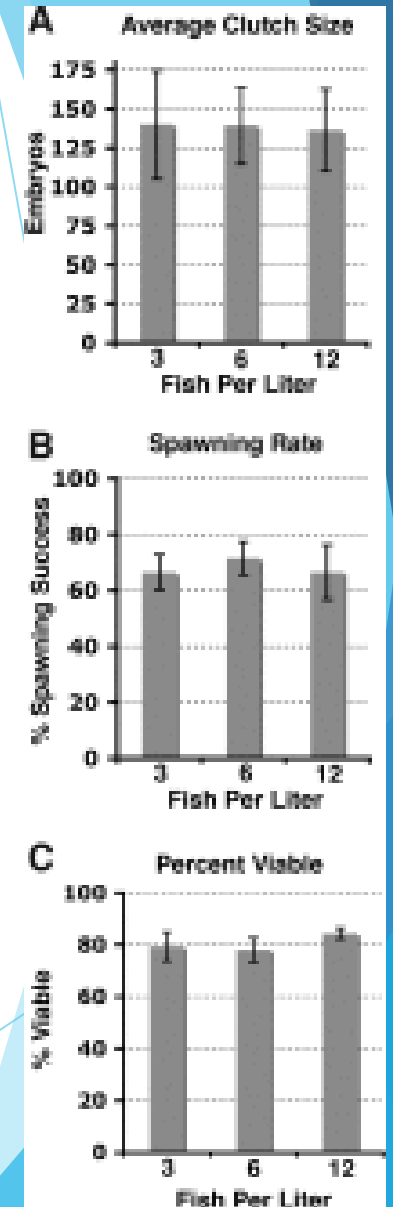 A Average Clutch Size
175
150
125
100
75
50
25
0
Embryos
3 6 12
Fish Per Liter
B Spawning Rate
100
80
60
40
20
0
% Spawning Success
3 6 12
Fish Per Liter
C Percent Viable
100
80
60
40
20
0
% Viable
3 6 12
Fish Per Liter